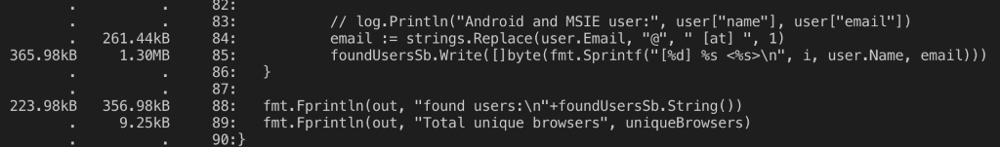 .          .     82:
.          .     83:            // log.Println("Android and MSIE user:", user["name"], user["email"])
.   261.44kB     84:            email := strings.Replace(user.Email, "@", " [at] ", 1)
365.98kB     1.30MB     85:            foundUsersSb.Write([]byte(fmt.Sprintf("[%d] %s <%s>\n", i, user.Name, email)))
.          .     86:    }
.          .     87:
223.98kB   356.98kB     88:    fmt.Fprintln(out, "found users:\n"+foundUsersSb.String())
.     9.25kB     89:    fmt.Fprintln(out, "Total unique browsers", uniqueBrowsers)
.          .     90:}